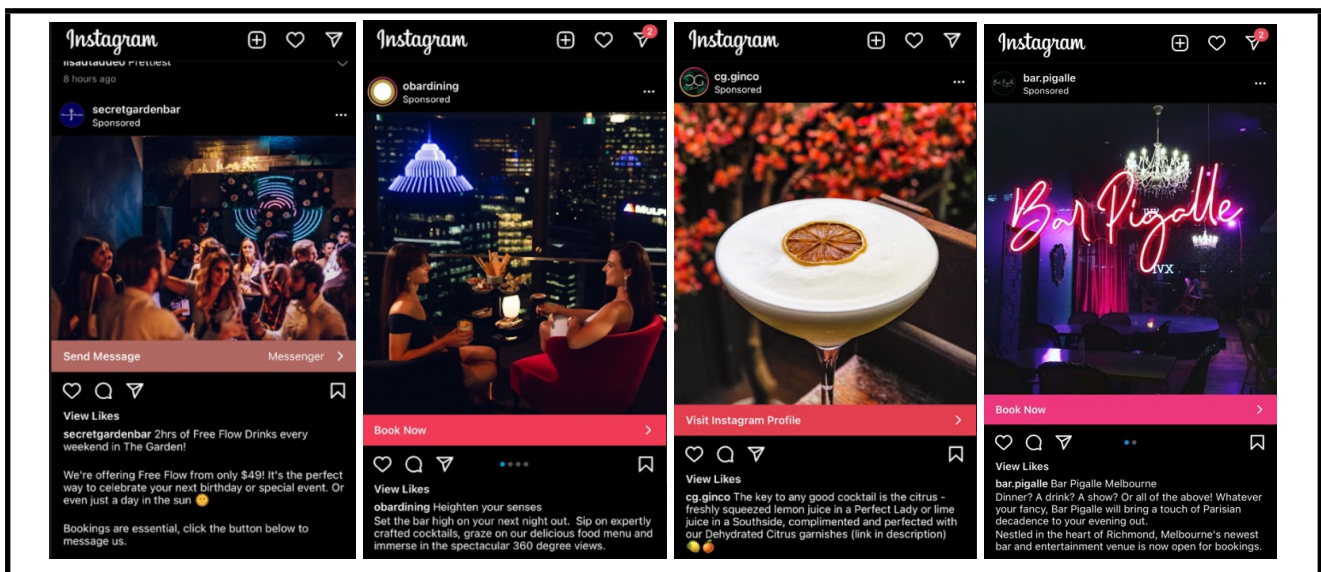 Instagram
lisadtaddeo Prettiest
8 hours ago
secretgardenbar
Sponsored
Send Message
Messenger
View Likes
secretgardenbar 2hrs of Free Flow Drinks every
weekend in The Garden!
We're offering Free Flow from only $49! It's the perfect
way to celebrate your next birthday or special event. Or
even just a day in the sun 🌞
Bookings are essential, click the button below to
message us.
Instagram
2
obardining
Sponsored
Book Now
View Likes
obardining Heighten your senses
Set the bar high on your next night out. Sip on expertly
crafted cocktails, graze on our delicious food menu and
immerse in the spectacular 360 degree views.
Instagram
CG
cg.ginco
Sponsored
Visit Instagram Profile
View Likes
cg.ginco The key to any good cocktail is the citrus -
freshly squeezed lemon juice in a Perfect Lady or lime
juice in a Southside, complimented and perfected with
our Dehydrated Citrus garnishes (link in description)
🍋🍊
Instagram
2
bar.pigalle
Sponsored
Bar Pigalle
IVX
Book Now
View Likes
bar.pigalle Bar Pigalle Melbourne
Dinner? A drink? A show? Or all of the above! Whatever
your fancy, Bar Pigalle will bring a touch of Parisian
decadence to your evening out.
Nestled in the heart of Richmond, Melbourne's newest
bar and entertainment venue is now open for bookings.